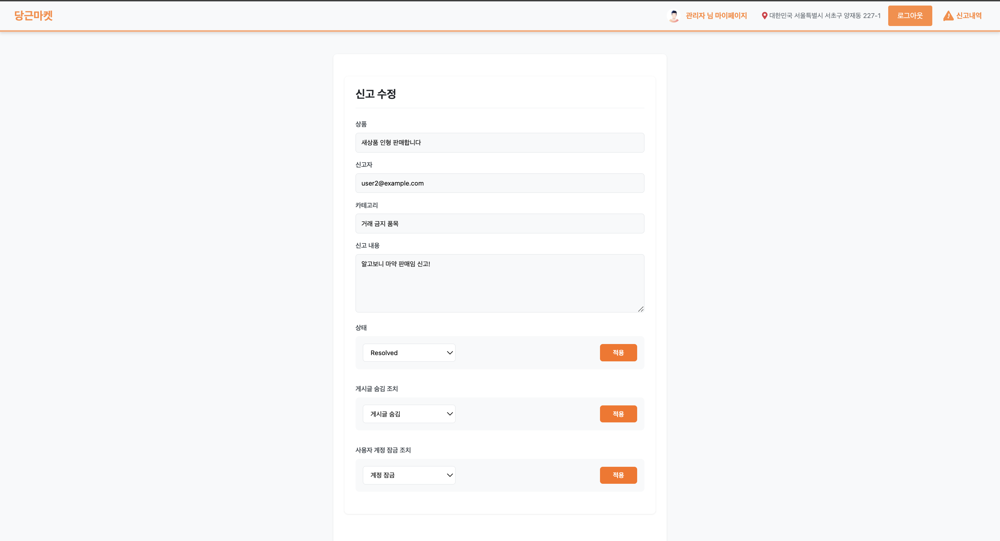 당근마켓
관리자 님 마이페이지
대한민국 서울특별시 서초구 양재동 227-1
로그아웃
신고내역
신고 수정
상품
새상품 인형 판매합니다
신고자
user2@example.com
카테고리
거래 금지 품목
신고 내용
알고보니 마약 판매임 신고!
상태
Resolved
적용
게시글 숨김 조치
게시글 숨김
적용
사용자 계정 잠금 조치
계정 잠금
적용